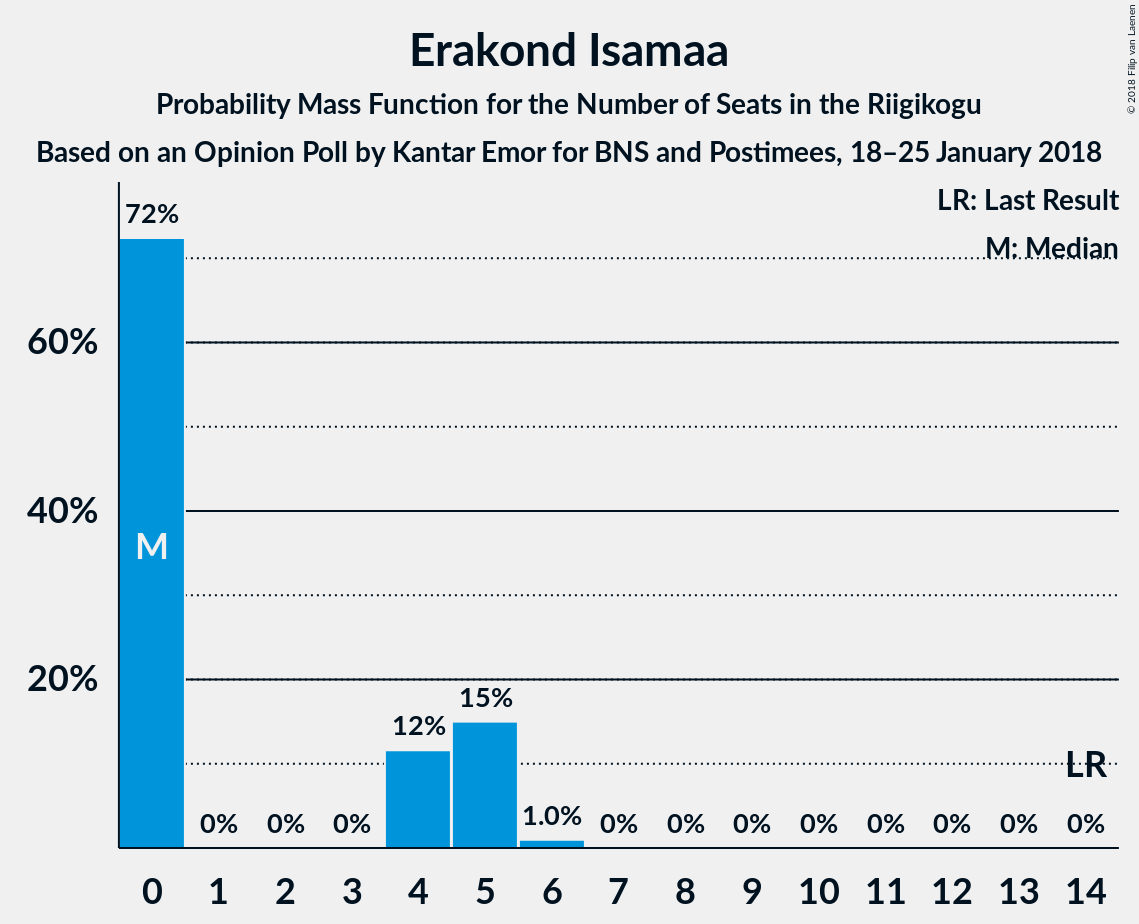 Erakond Isamaa
Probability Mass Function for the Number of Seats in the Riigikogu
Based on an Opinion Poll by Kantar Emor for BNS and Postimees, 18–25 January 2018
© 2018 Filip van Laenen
LR: Last Result
M: Median
72%
60%
40%
20%
M
12%
15%
1.0%
LR
0% 0% 0% 0% 0% 0% 0% 0% 0% 0% 0%
0 1 2 3 4 5 6 7 8 9 10 11 12 13 14